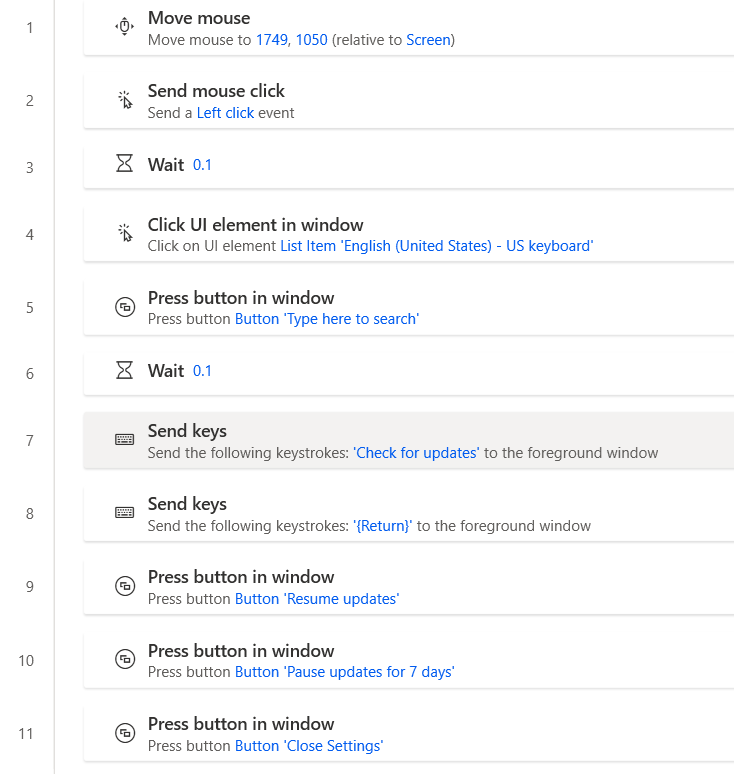 1
Move mouse
Move mouse to 1749, 1050 (relative to Screen)
2
Send mouse click
Send a Left click event
3
Wait 0.1
4
Click UI element in window
Click on UI element List Item 'English (United States) - US keyboard'
5
Press button in window
Press button Button 'Type here to search'
6
Wait 0.1
7
Send keys
Send the following keystrokes: 'Check for updates' to the foreground window
8
Send keys
Send the following keystrokes: '{Return}' to the foreground window
9
Press button in window
Press button Button 'Resume updates'
10
Press button in window
Press button Button 'Pause updates for 7 days'
11
Press button in window
Press button Button 'Close Settings'